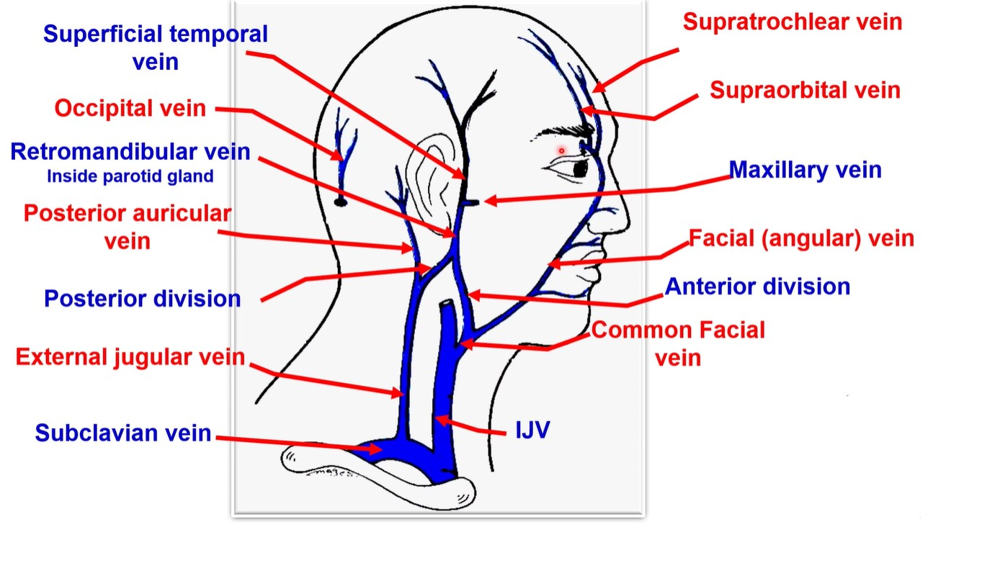 Superficial temporal
vein
Occipital vein
Retromandibular vein
Inside parotid gland
Posterior auricular
vein
Posterior division
External jugular vein
Subclavian vein
Supratrochlear vein
Supraorbital vein
Maxillary vein
Facial (angular) vein
Anterior division
Common Facial
vein
IJV